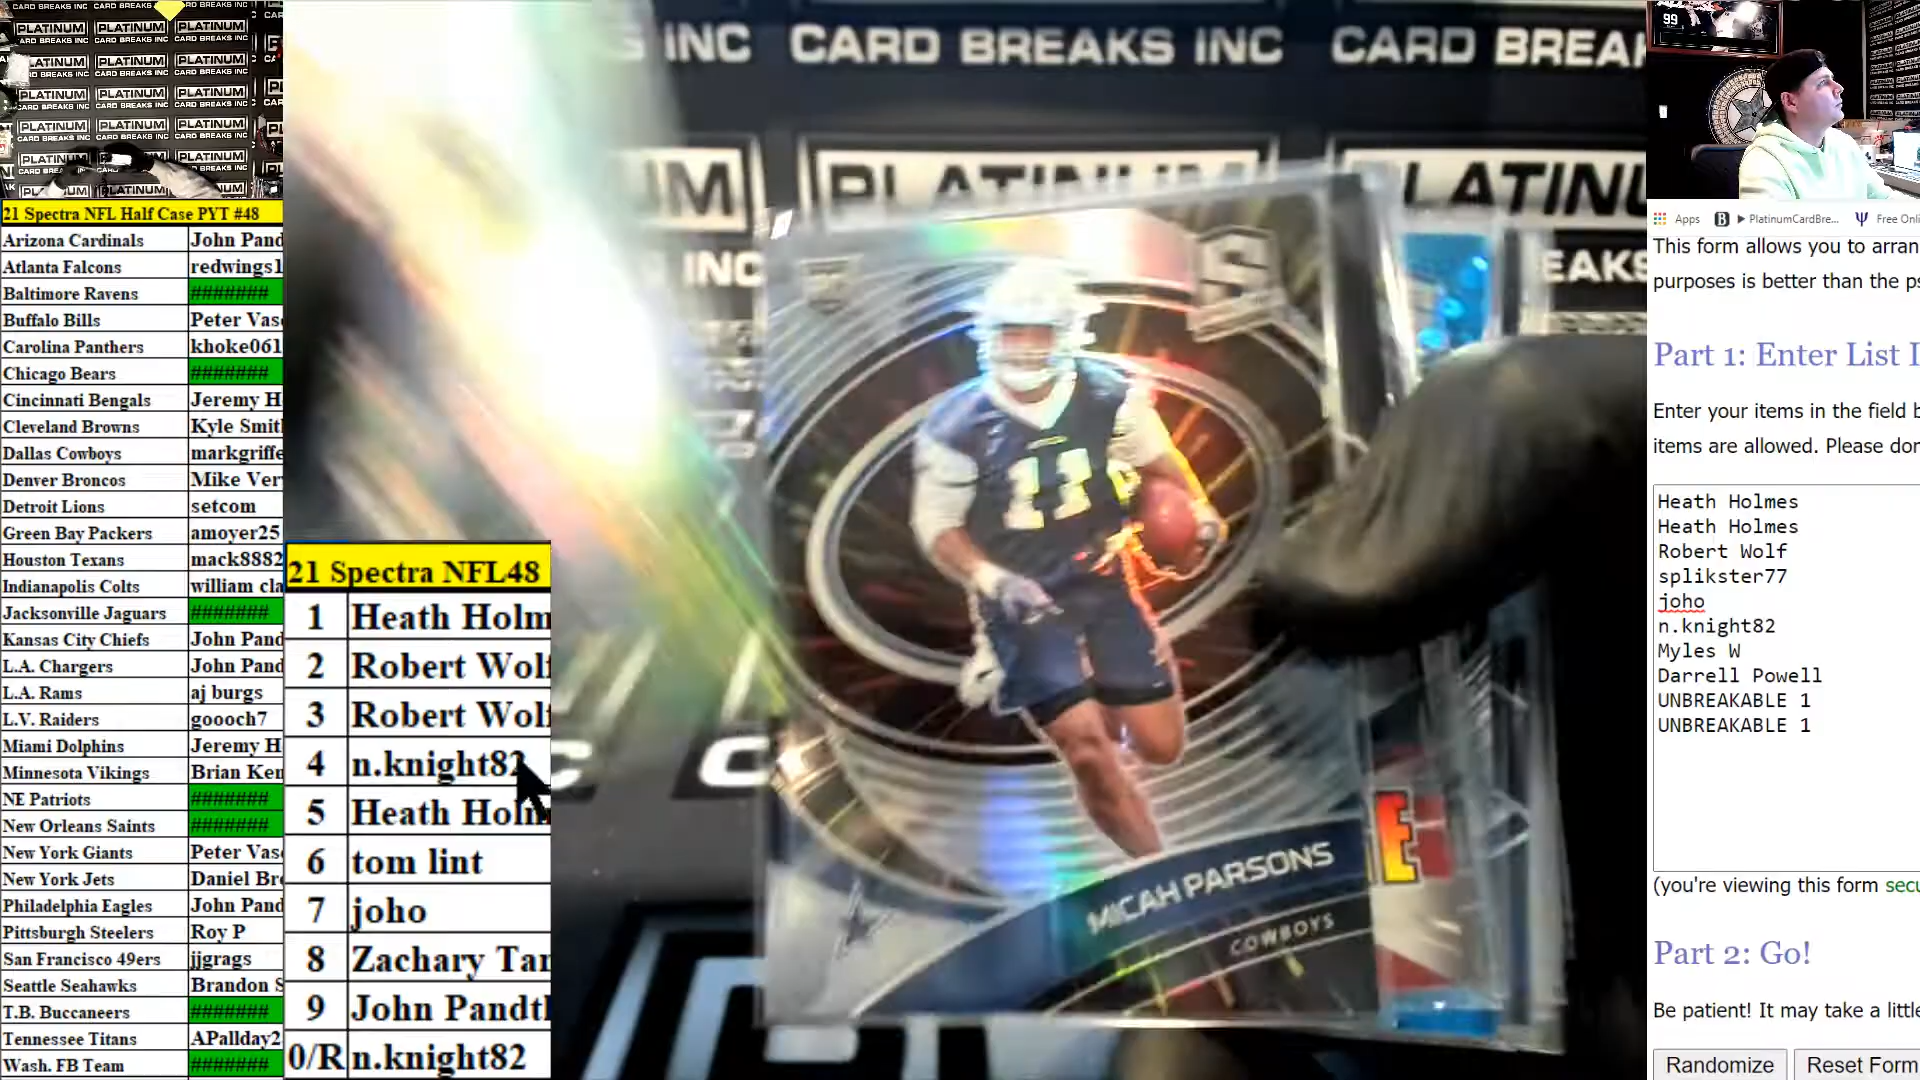 PLATINUM
CARD BREAKS INC
CARD BREAKS INC
PLATINUM
21 Spectra NFL Half Case PYT #48
Arizona Cardinals John Pand
Atlanta Falcons redwings1
Baltimore Ravens #######
Buffalo Bills Peter Vas
Carolina Panthers khoke061
Chicago Bears #######
Cincinnati Bengals Jeremy H
Cleveland Browns Kyle Smit
Dallas Cowboys markgriffe
Denver Broncos Mike Ver
Detroit Lions setcom
Green Bay Packers amoyer25
Houston Texans mack8882
Indianapolis Colts william cla
Jacksonville Jaguars #######
Kansas City Chiefs John Pand
L.A. Chargers John Pand
L.A. Rams aj burgs
L.V. Raiders goooch7
Miami Dolphins Jeremy H
Minnesota Vikings Brian Ken
NE Patriots #######
New Orleans Saints #######
New York Giants Peter Vas
New York Jets Daniel Bre
Philadelphia Eagles John Pand
Pittsburgh Steelers Roy P
San Francisco 49ers jjgrags
Seattle Seahawks Brandon S
T.B. Buccaneers #######
Tennessee Titans APallday2
Wash. FB Team #######
21 Spectra NFL48
1 Heath Holm
2 Robert Wolf
3 Robert Wolf
4 n.knight82
5 Heath Holm
6 tom lint
7 joho
8 Zachary Tar
9 John Pandt
0/R n.knight82
11
MICAH PARSONS
COWBOYS
99
Apps PlatinumCardBre... Free Onli
This form allows you to arran
purposes is better than the ps
Part 1: Enter List I
Enter your items in the field b
items are allowed. Please don
Heath Holmes
Heath Holmes
Robert Wolf
splikster77
joho
n.knight82
Myles W
Darrell Powell
UNBREAKABLE 1
UNBREAKABLE 1
(you're viewing this form secu
Part 2: Go!
Be patient! It may take a little
Randomize Reset Form